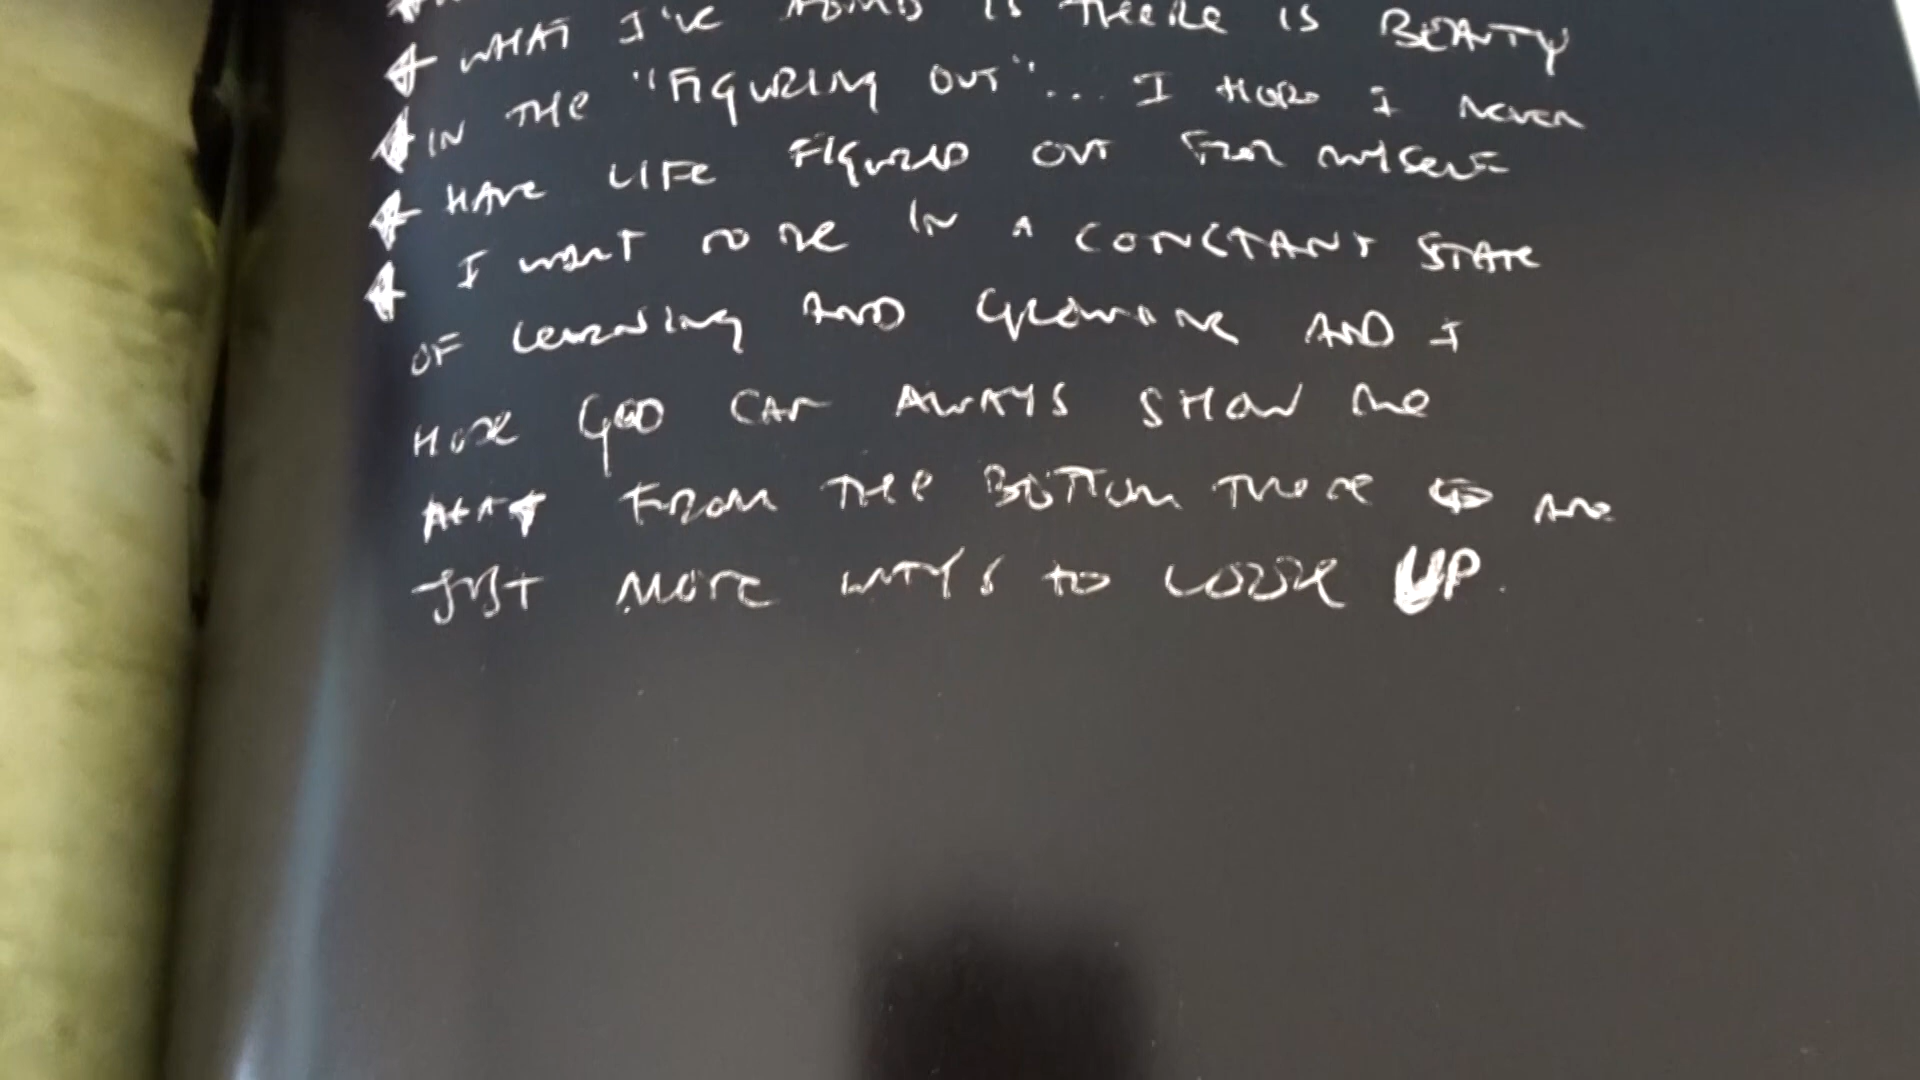 WHAT I'VE FOUND IS THERE IS BEAUTY
IN THE "FIGURING OUT"... I HOPE I NEVER
HAVE LIFE FIGURED OUT FOR MYSELF
I WANT TO BE IN A CONSTANT STATE
OF LEARNING AND GROWING AND I
HOPE GOD CAN ALWAYS SHOW ME
THAT FROM THE BOTTOM THERE ARE
JUST MORE WAYS TO LOOK UP.